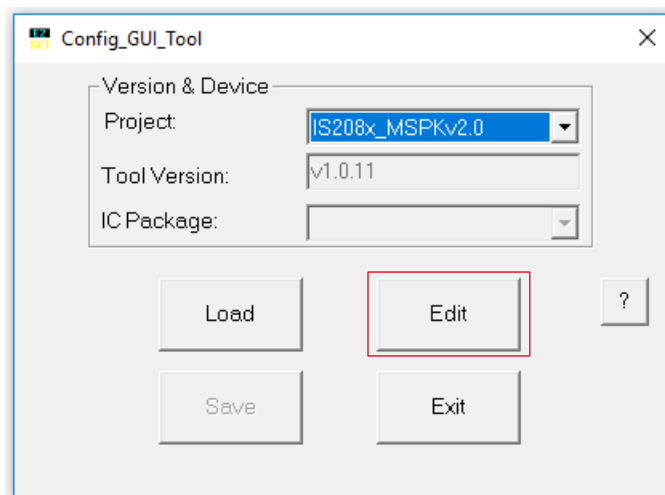 Config_GUI_Tool
Version & Device
Project:
IS208x_MSPKv2.0
Tool Version:
v1.0.11
IC Package:
Load
Edit
?
Save
Exit